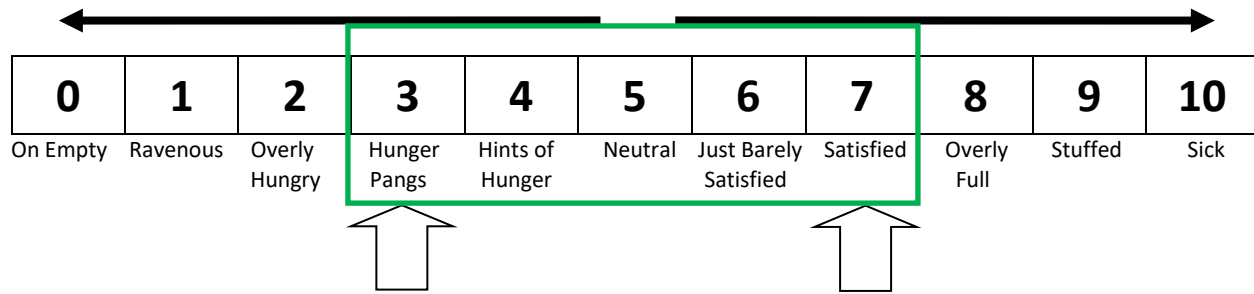 0 1 2 3 4 5 6 7 8 9 10
On Empty Ravenous Overly Hunger Hints of Neutral Just Barely Satisfied Overly Stuffed Sick
Hungry Pangs Hunger Satisfied Full